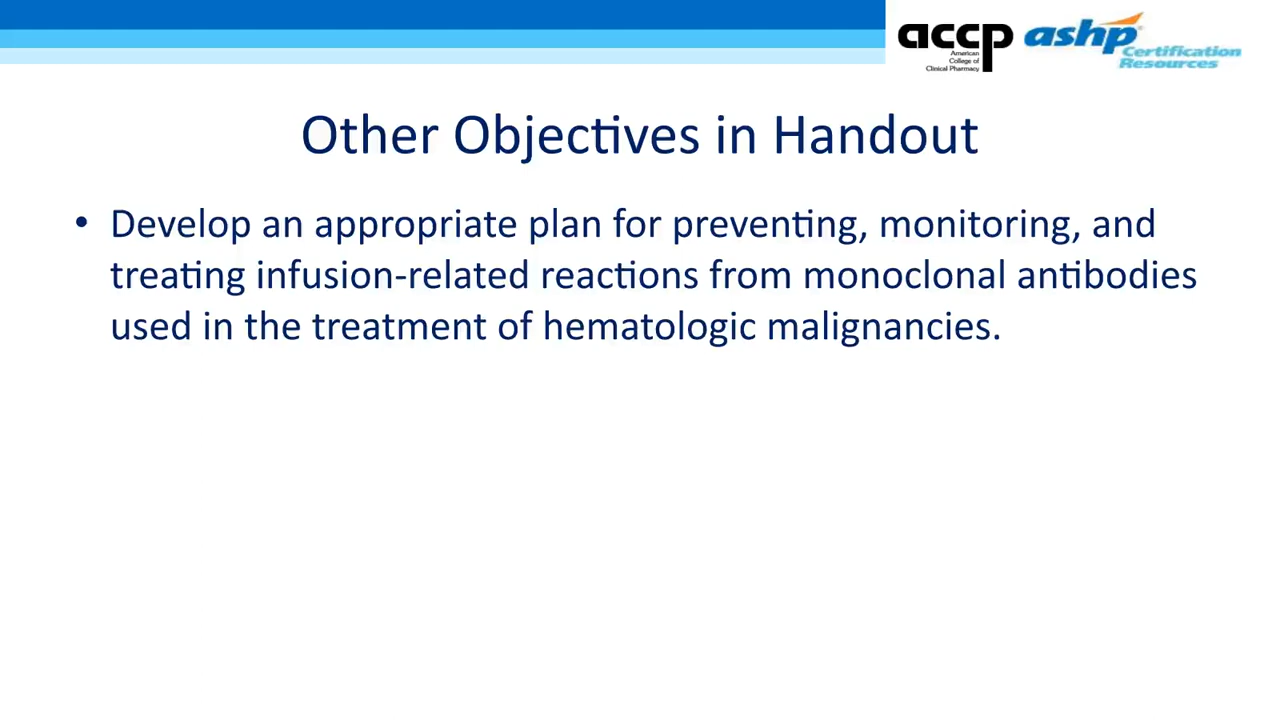 accp
American
College of
Clinical Pharmacy
ashp
Certification
Resources
Other Objectives in Handout
• Develop an appropriate plan for preventing, monitoring, and
treating infusion-related reactions from monoclonal antibodies
used in the treatment of hematologic malignancies.